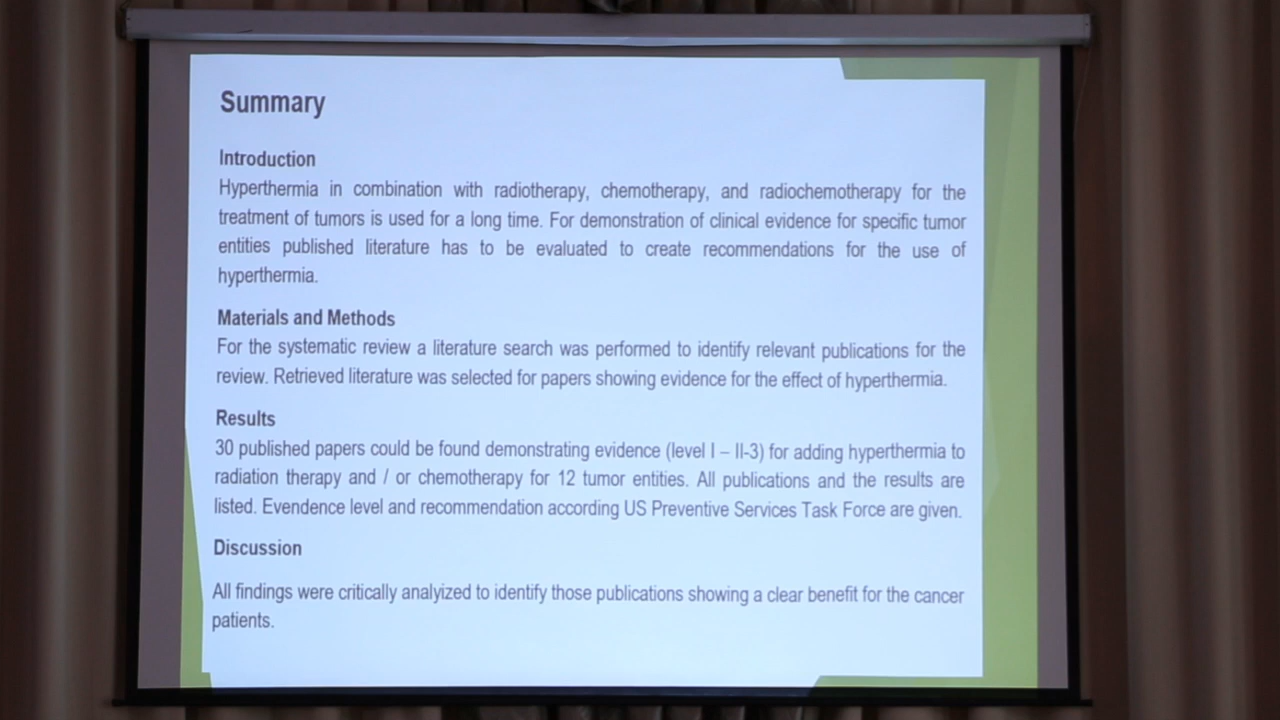 Summary
Introduction
Hyperthermia in combination with radiotherapy, chemotherapy, and radiochemotherapy for the
treatment of tumors is used for a long time. For demonstration of clinical evidence for specific tumor
entities published literature has to be evaluated to create recommendations for the use of
hyperthermia.
Materials and Methods
For the systematic review a literature search was performed to identify relevant publications for the
review. Retrieved literature was selected for papers showing evidence for the effect of hyperthermia.
Results
30 published papers could be found demonstrating evidence (level I – II-3) for adding hyperthermia to
radiation therapy and / or chemotherapy for 12 tumor entities. All publications and the results are
listed. Evendence level and recommendation according US Preventive Services Task Force are given.
Discussion
All findings were critically analyized to identify those publications showing a clear benefit for the cancer
patients.